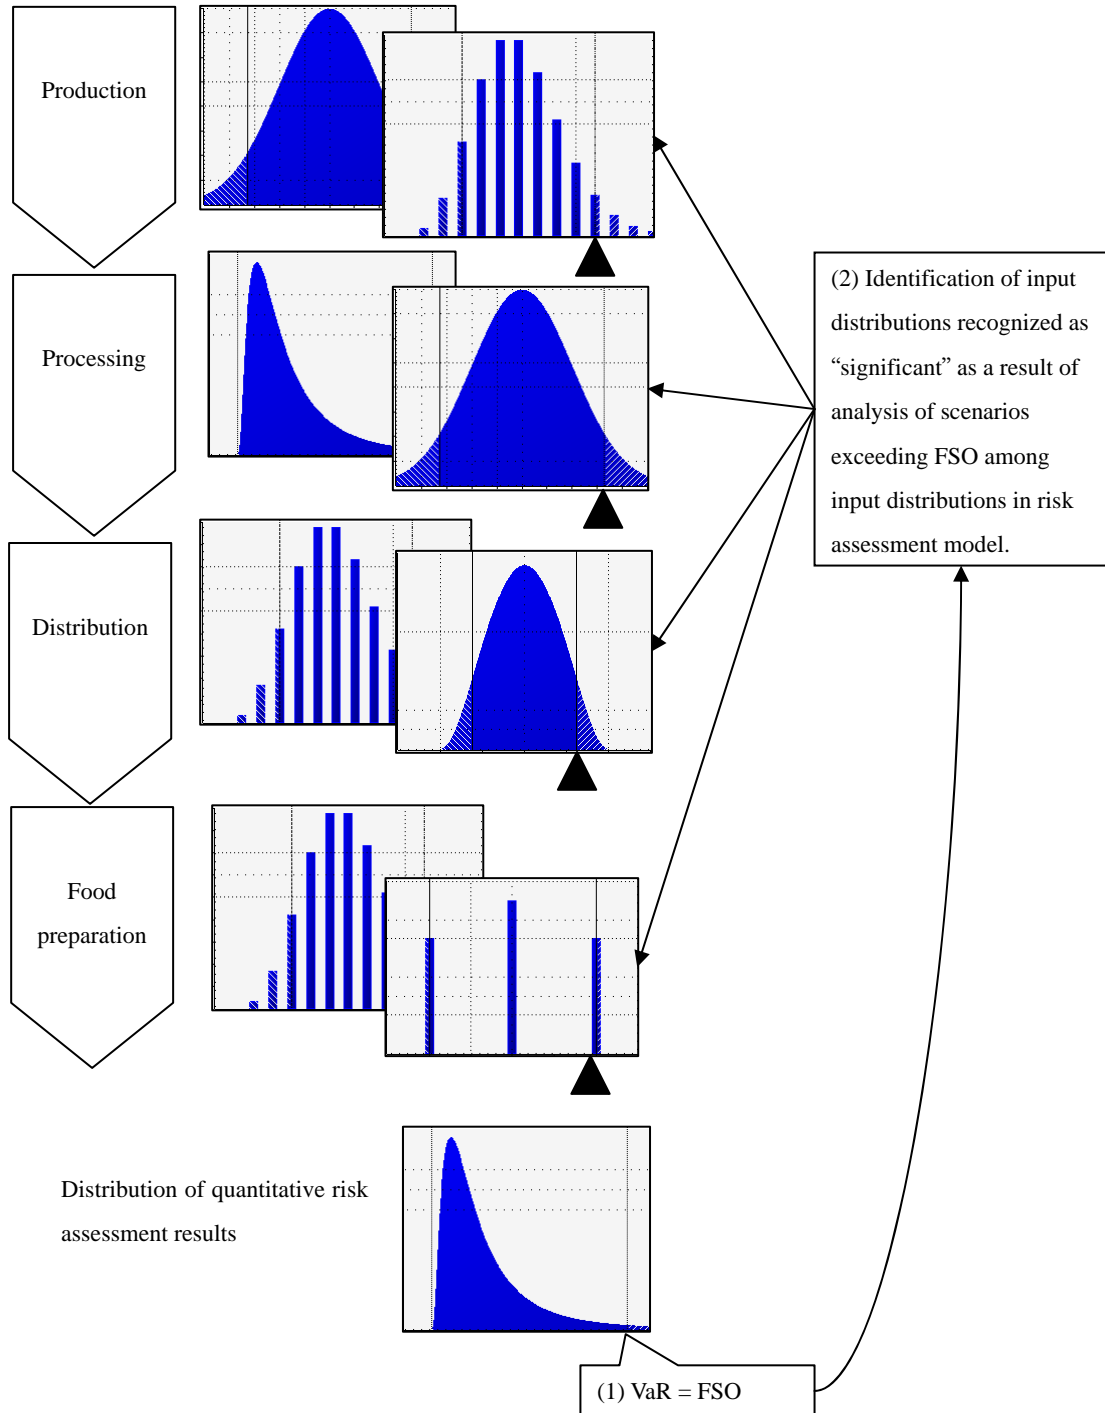 Production
Processing
Distribution
Food
preparation
(2) Identification of input
distributions recognized as
“significant” as a result of
analysis of scenarios
exceeding FSO among
input distributions in risk
assessment model.
Distribution of quantitative risk
assessment results
(1) VaR = FSO